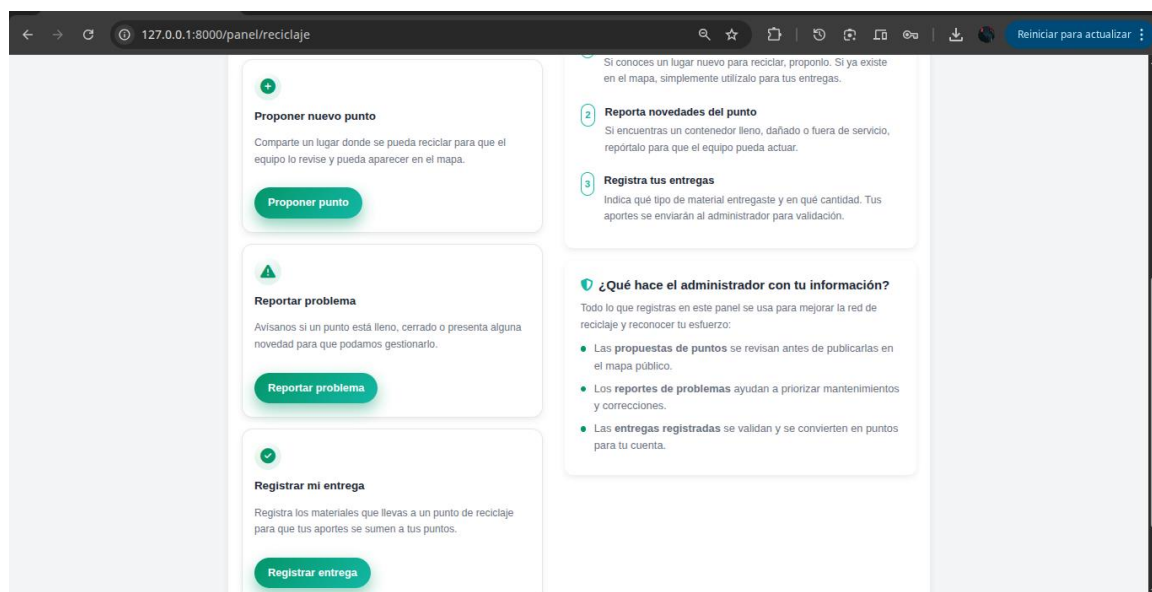 127.0.0.1:8000/panel/reciclaje
Reiniciar para actualizar
Proponer nuevo punto
Comparte un lugar donde se pueda reciclar para que el
equipo lo revise y pueda aparecer en el mapa.
Proponer punto
Reportar problema
Avísanos si un punto está lleno, cerrado o presenta alguna
novedad para que podamos gestionarlo.
Reportar problema
Registrar mi entrega
Registra los materiales que llevas a un punto de reciclaje
para que tus aportes se sumen a tus puntos.
Registrar entrega
Si conoces un lugar nuevo para reciclar, proponlo. Si ya existe
en el mapa, simplemente utilízalo para tus entregas.
2 Reporta novedades del punto
Si encuentras un contenedor lleno, dañado o fuera de servicio,
repórtalo para que el equipo pueda actuar.
3 Registra tus entregas
Indica qué tipo de material entregaste y en qué cantidad. Tus
aportes se enviarán al administrador para validación.
¿Qué hace el administrador con tu información?
Todo lo que registras en este panel se usa para mejorar la red de
reciclaje y reconocer tu esfuerzo:
Las propuestas de puntos se revisan antes de publicarlas en
el mapa público.
Los reportes de problemas ayudan a priorizar mantenimientos
y correcciones.
Las entregas registradas se validan y se convierten en puntos
para tu cuenta.